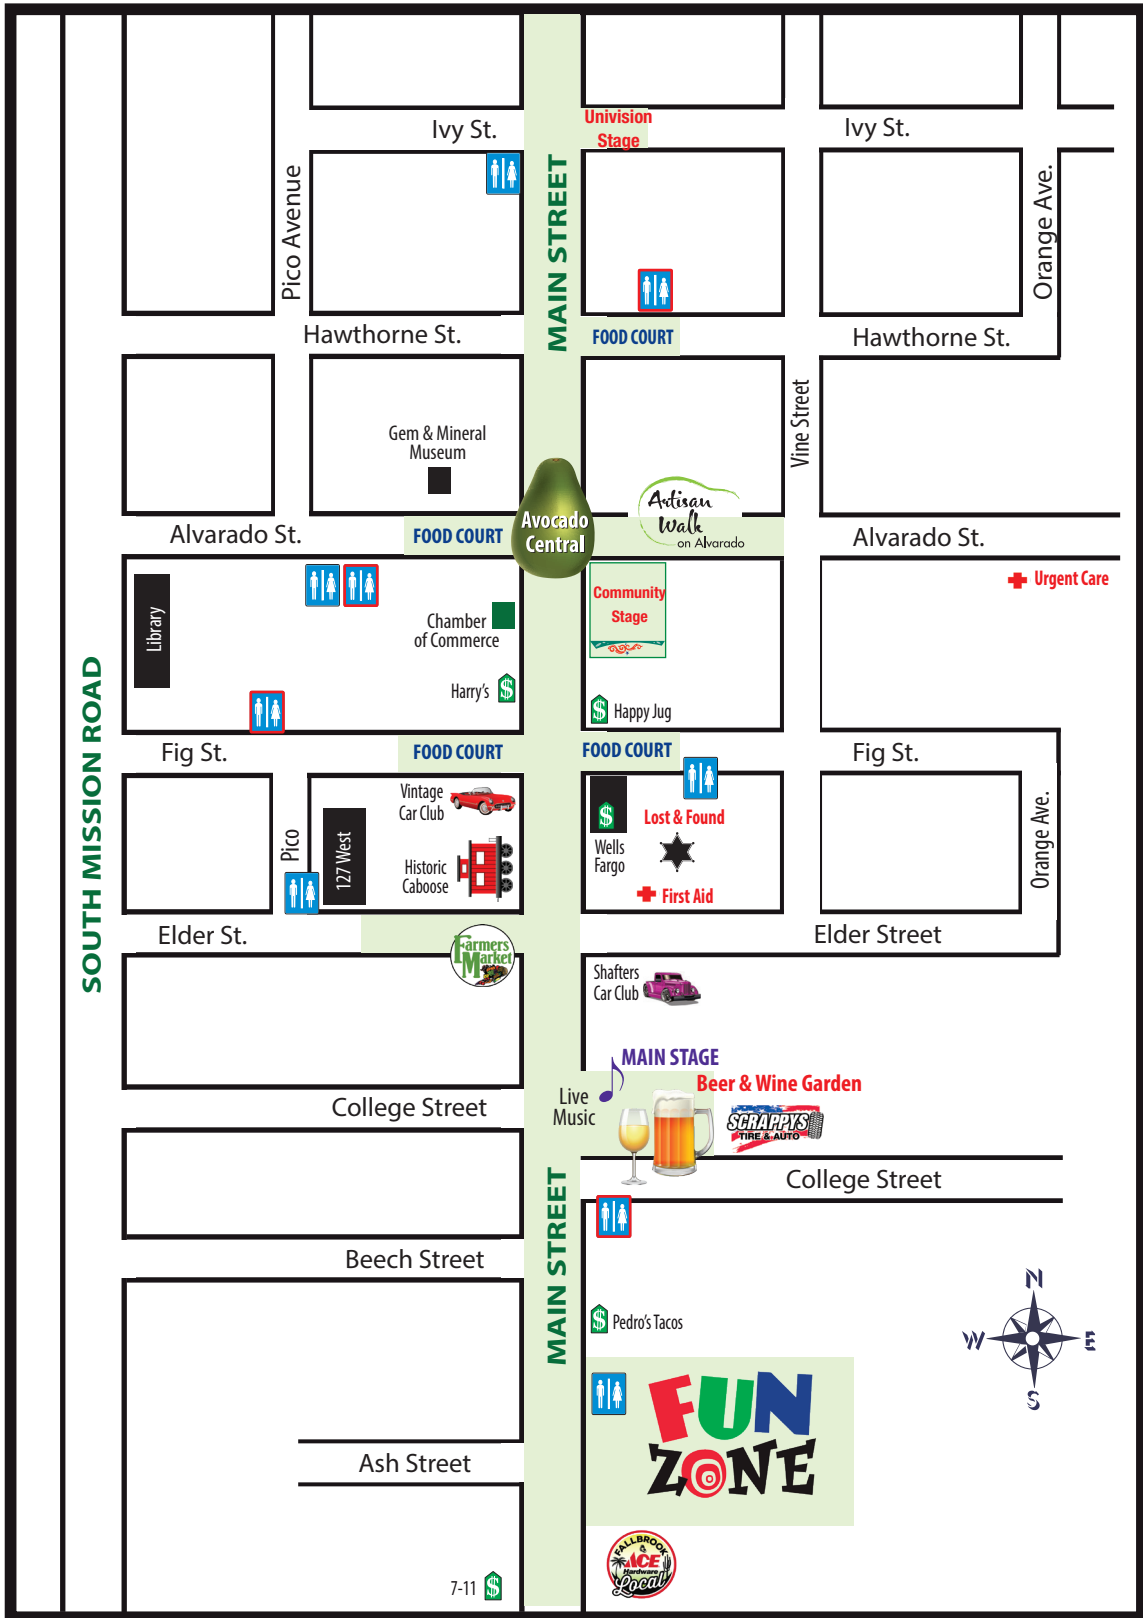 Ivy St.
Univision
Stage
Ivy St.
Pico Avenue
MAIN STREET
Orange Ave.
Hawthorne St.
FOOD COURT
Hawthorne St.
Vine Street
Gem & Mineral
Museum
Artisan
Walk
on Alvarado
Alvarado St.
FOOD COURT
Avocado
Central
Alvarado St.
Urgent Care
Library
Community
Stage
Chamber
of Commerce
Harry's
$
$
Happy Jug
SOUTH MISSION ROAD
Fig St.
FOOD COURT
FOOD COURT
Fig St.
Vintage
Car Club
Pico
127 West
Historic
Caboose
$
Wells
Fargo
Lost & Found
First Aid
Orange Ave.
Elder St.
Farmers
Market
Elder Street
Shafters
Car Club
MAIN STAGE
Live
Music
Beer & Wine Garden
SCRAPPYS
TIRE & AUTO
College Street
College Street
MAIN STREET
Beech Street
$
Pedro's Tacos
N
W
E
S
FUN
ZONE
Ash Street
FALLBROOK
&
ACE
Hardware
Local
7-11
$